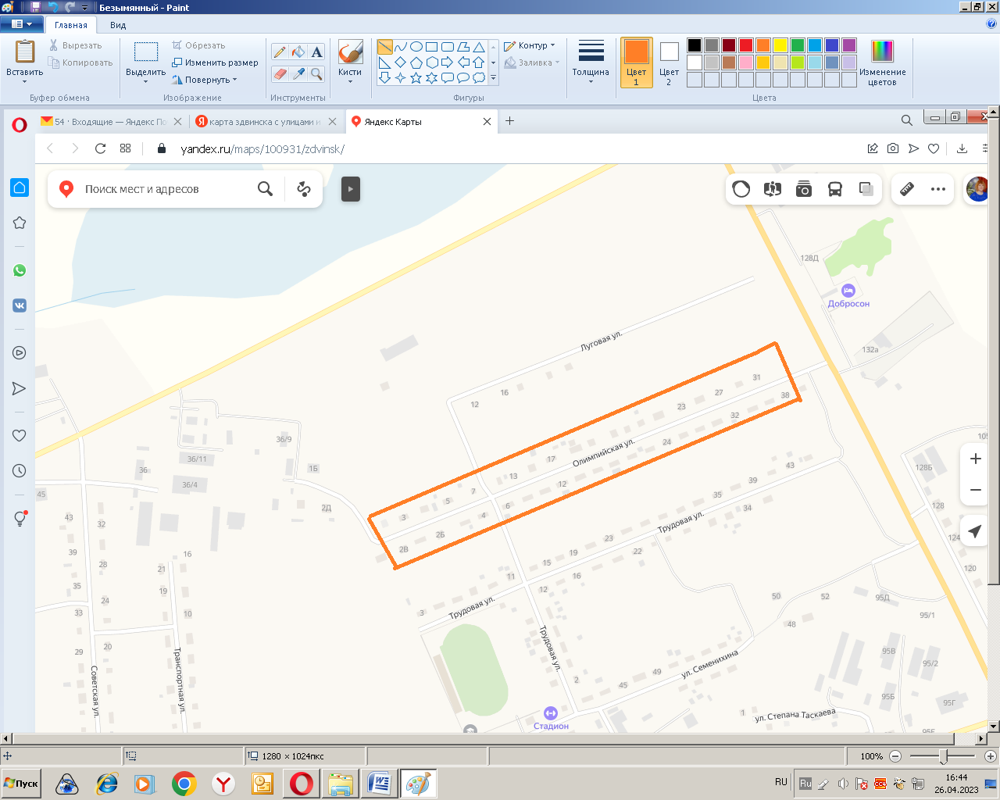 Безымянный - Paint
Главная
Вид
Вставить
Вырезать
Копировать
Буфер обмена
Выделить
Обрезать
Изменить размер
Повернуть
Изображение
Инструменты
Кисти
Фигуры
Контур
Заливка
Толщина
Цвет 1
Цвет 2
Изменение цветов
Цвета
54 · Входящие — Яндекс По
карта здвинска с улицами и
Яндекс Карты
yandex.ru/maps/100931/zdvinsk/
Поиск мест и адресов
128Д
Добросон
132а
Луговая ул.
16
12
31
27
38
23
32
Олимпийская ул.
24
17
13
12
7
5
6
3
4
2Б
2В
36/9
36/11
36
36/4
1Б
2Д
45
43
32
39
28
35
24
33
20
29
16
21
19
10
Советская ул.
Транспортная ул.
43
39
35
34
Трудовая ул.
23
22
19
15
16
11
12
3
Трудовая ул.
Трудовая ул.
2
45
49
ул. Семенихина
48
50
52
95Д
95/1
95В
95/2
95Б
95Г
95Е
1
ул. Степана Таскаева
Стадион
105
128Б
128
124
120
1280 × 1024пкс
100%
Пуск
RU
Ru
16:44
26.04.2023